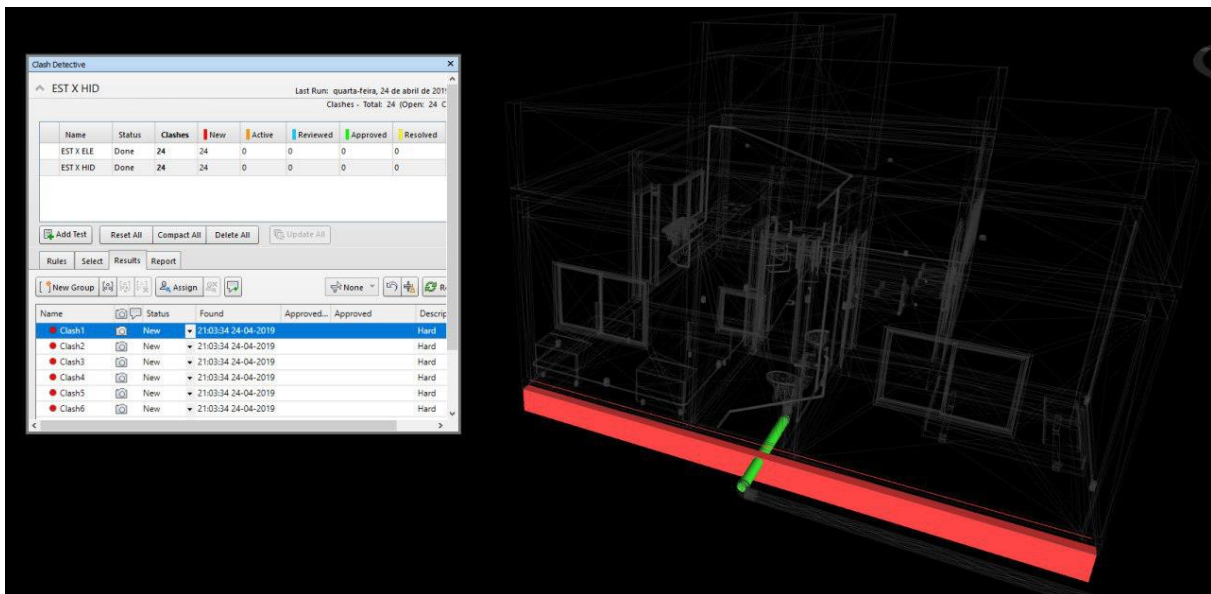 Clash Detective
EST X HID
Last Run: quarta-feira, 24 de abril de 201
Clashes - Total: 24 (Open: 24 C
Name Status Clashes New Active Reviewed Approved Resolved
EST X ELE Done 24 24 0 0 0 0
EST X HID Done 24 24 0 0 0 0
Add Test Reset All Compact All Delete All Update All
Rules Select Results Report
New Group Assign None R
Name Status Found Approved... Approved Descrip
Clash1 New 21:03:34 24-04-2019 Hard
Clash2 New 21:03:34 24-04-2019 Hard
Clash3 New 21:03:34 24-04-2019 Hard
Clash4 New 21:03:34 24-04-2019 Hard
Clash5 New 21:03:34 24-04-2019 Hard
Clash6 New 21:03:34 24-04-2019 Hard